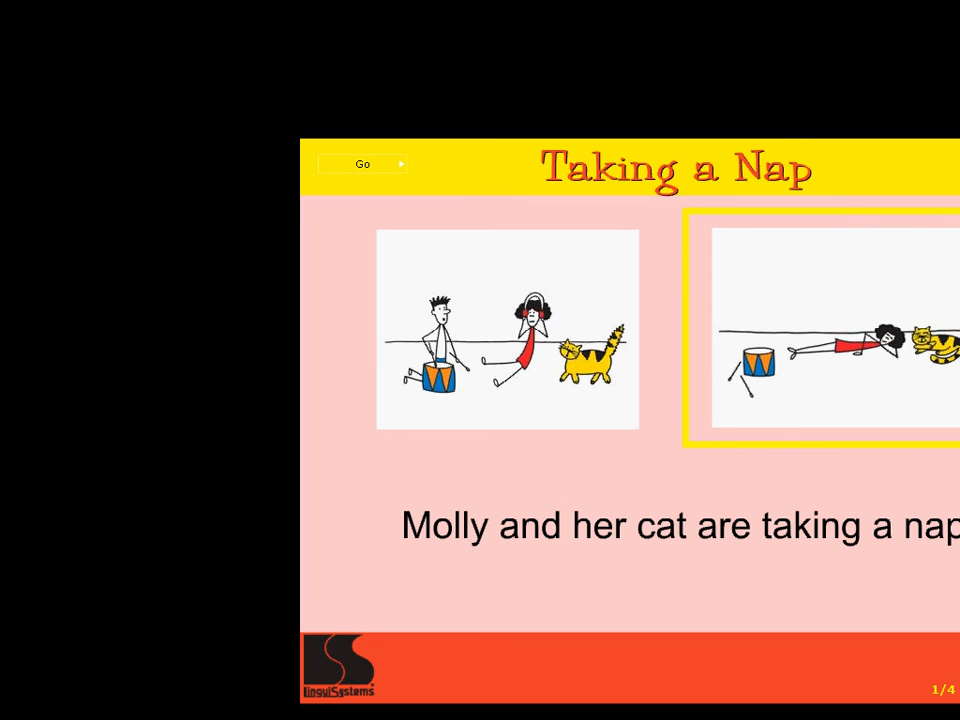 Go
Taking a Nap
Molly and her cat are taking a nap
LinguiSystems
1/4